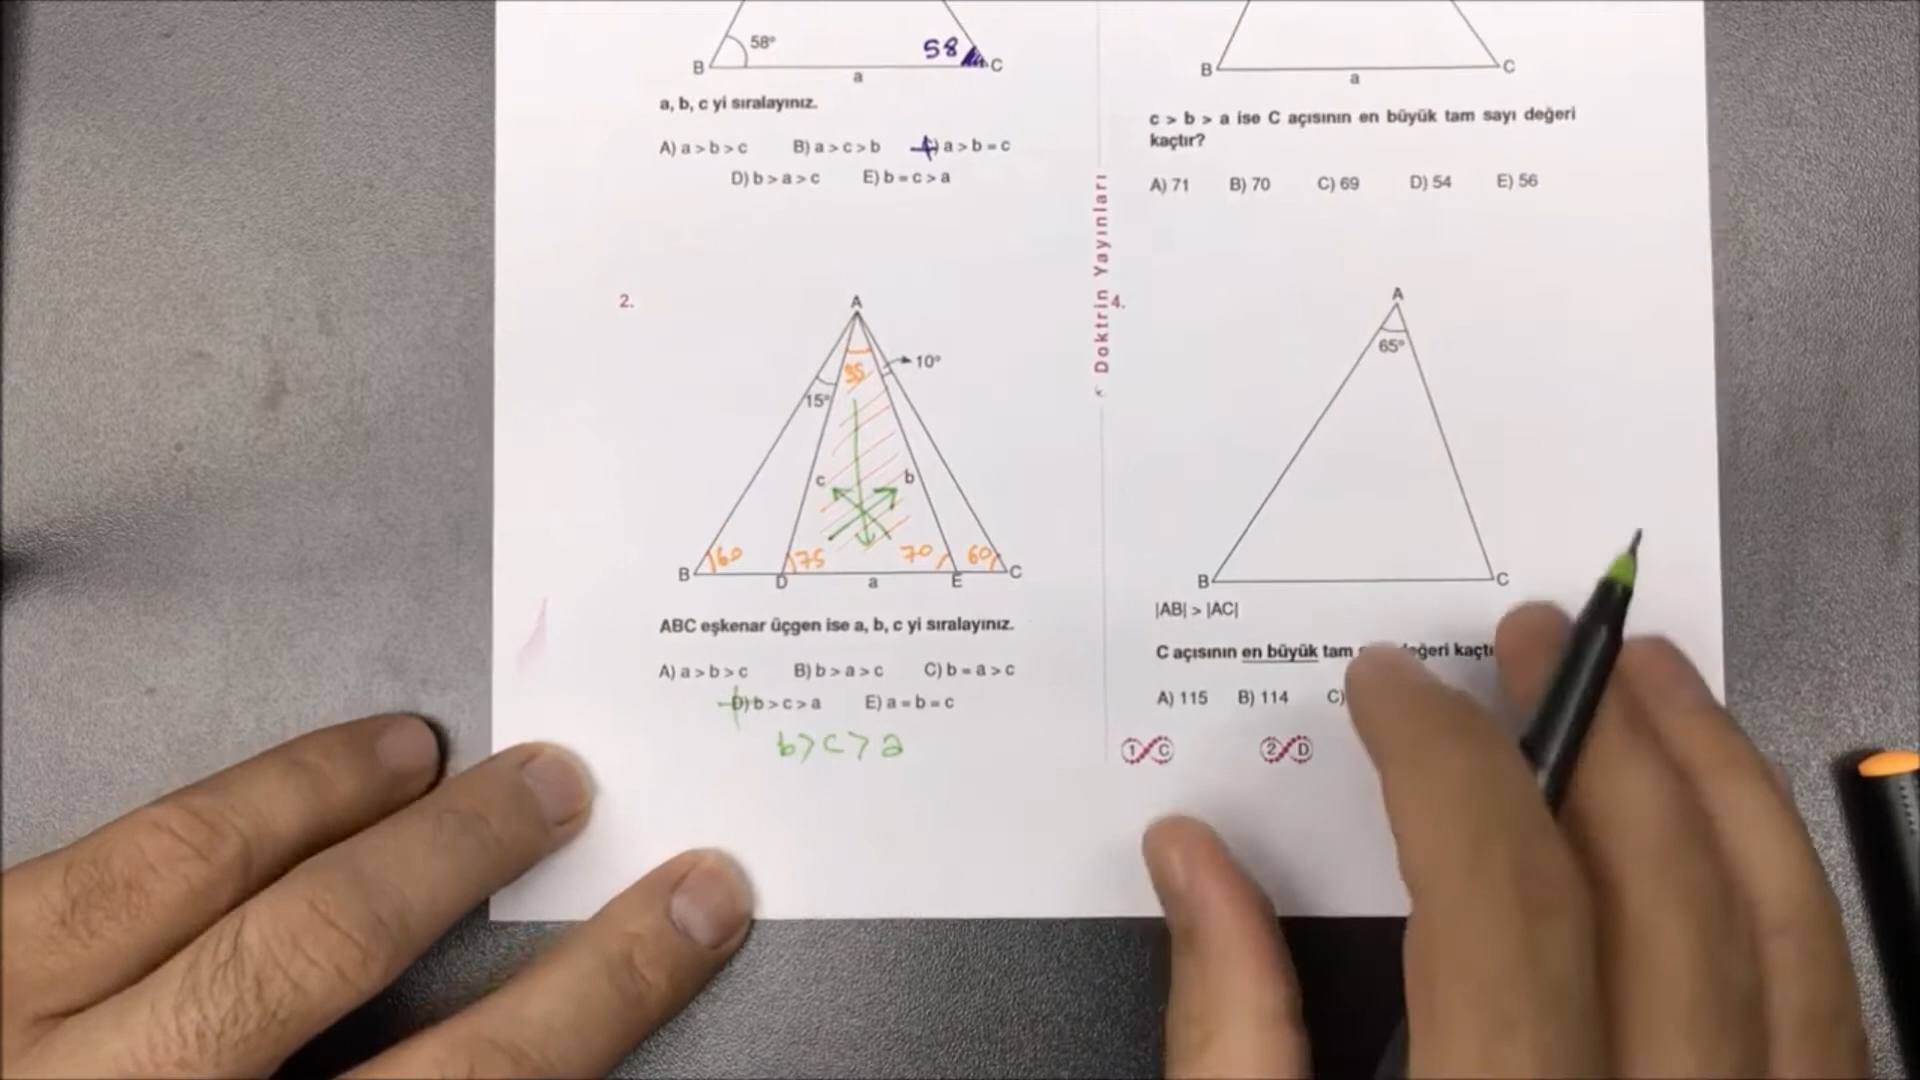 B 58° 58 C
a
a, b, c yi sıralayınız.
A) a > b > c B) a > c > b a > b = c
D) b > a > c E) b = c > a
2.
A
10°
35
15°
c b
60 75 70 60
B D a E C
ABC eşkenar üçgen ise a, b, c yi sıralayınız.
A) a > b > c B) b > a > c C) b = a > c
D) b > c > a E) a = b = c
b > c > a
Doktrin Yayınları
B C
a
c > b > a ise C açısının en büyük tam sayı değeri
kaçtır?
A) 71 B) 70 C) 69 D) 54 E) 56
4.
A
65°
B C
|AB| > |AC|
C açısının en büyük tam
A) 115 B) 114 C)
1 C 2 D